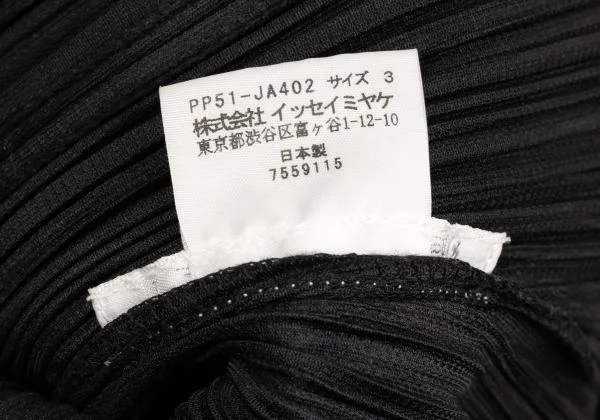 PP51-JA402 サイズ 3
株式会社 イッセイミヤケ
東京都渋谷区富ヶ谷1-12-10
日本製
7559115